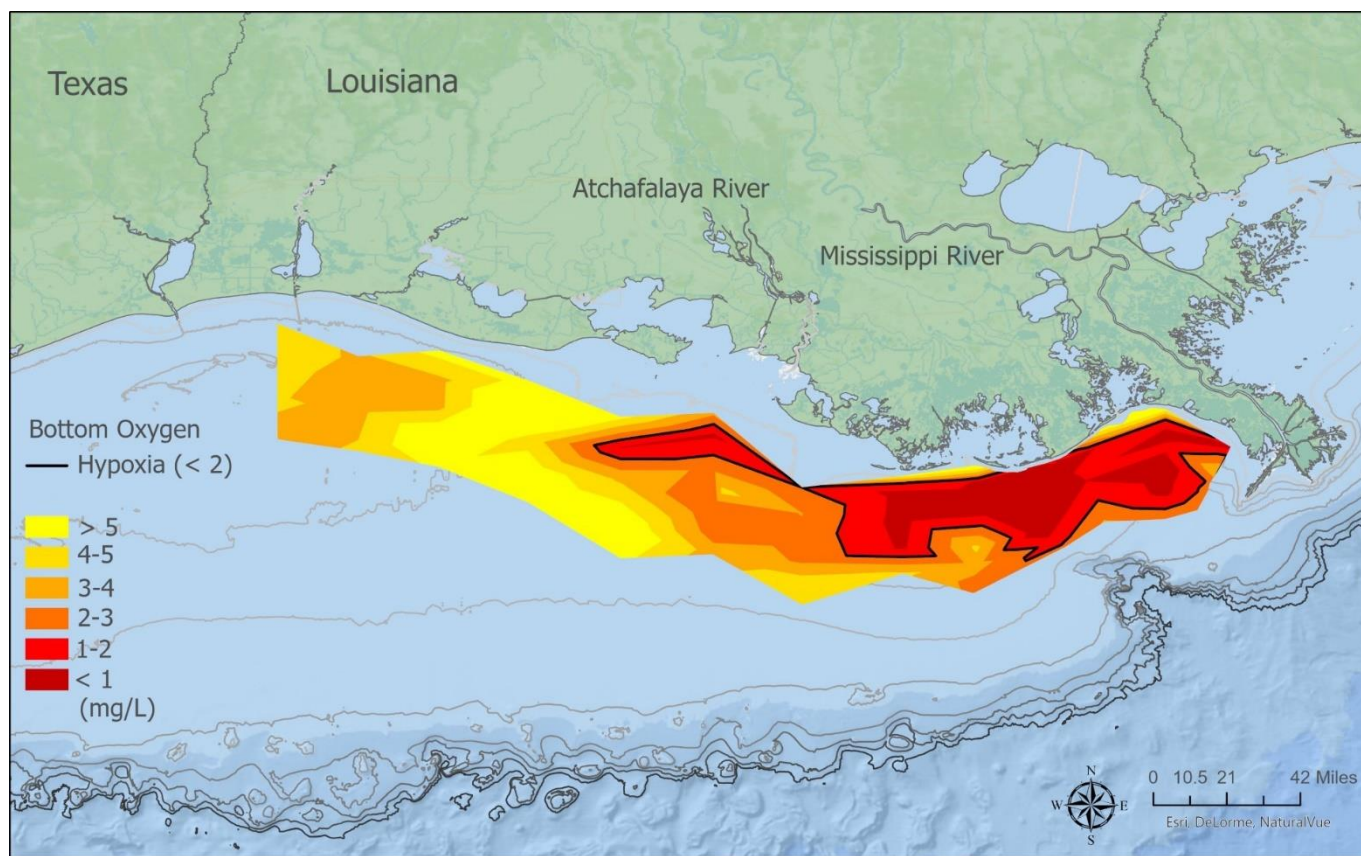 Texas
Louisiana
Atchafalaya River
Mississippi River
Bottom Oxygen
Hypoxia (< 2)
> 5
4-5
3-4
2-3
1-2
< 1
(mg/L)
N
W E
S
0 10.5 21 42 Miles
Esri, DeLorme, NaturalVue